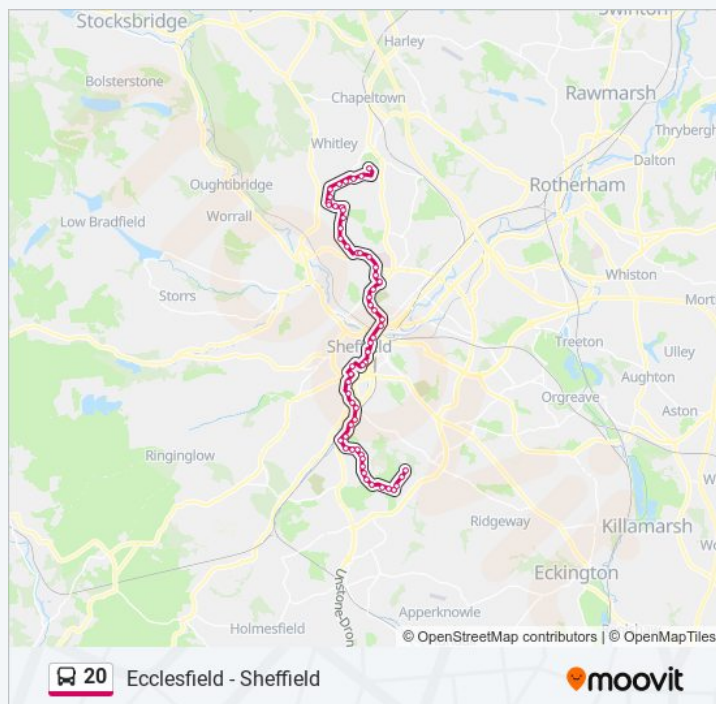 Swinton
Stocksbridge
Harley
Bolsterstone
Chapeltown
Rawmarsh
Whitley
Thrybergh
Dalton
Oughtibridge
Rotherham
Low Bradfield
Worrall
Whiston
Storrs
Mort
Sheffield
Treeton
Ulley
Aughton
Orgreave
Aston
Ringinglow
W
Ridgeway
Killamarsh
Eckington
Unstone-Dron
Apperknowle
Holmesfield
© OpenStreetMap contributors | © OpenMapTiles
20 Ecclesfield - Sheffield
moovit